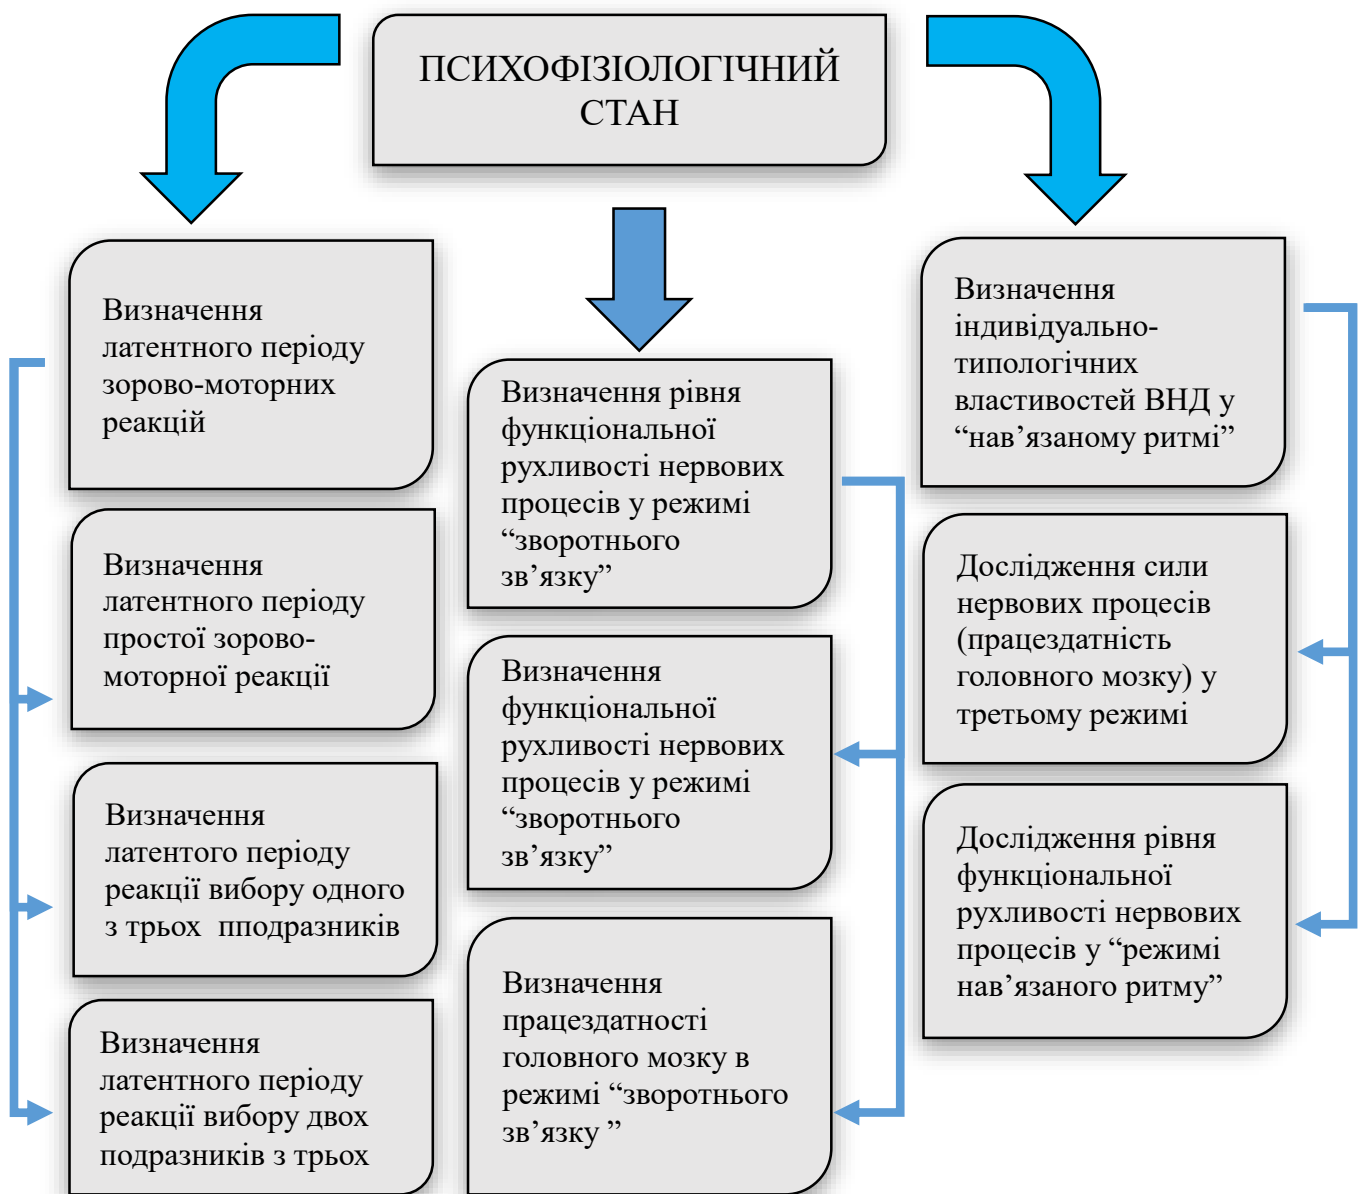 ПСИХОФІЗІОЛОГІЧНИЙ
СТАН
Визначення
латентного періоду
зорово-моторних
реакцій
Визначення
латентного періоду
простої зорово-
моторної реакції
Визначення
латентого періоду
реакції вибору одного
з трьох пподразників
Визначення
латентного періоду
реакції вибору двох
подразників з трьох
Визначення рівня
функціональної
рухливості нервових
процесів у режимі
“зворотнього
зв’язку”
Визначення
функціональної
рухливості нервових
процесів у режимі
“зворотнього
зв’язку”
Визначення
працездатності
головного мозку в
режимі “зворотнього
зв’язку ”
Визначення
індивідуально-
типологічних
властивостей ВНД у
“нав’язаному ритмі”
Дослідження сили
нервових процесів
(працездатність
головного мозку) у
третьому режимі
Дослідження рівня
функціональної
рухливості нервових
процесів у “режимі
нав’язаного ритму”